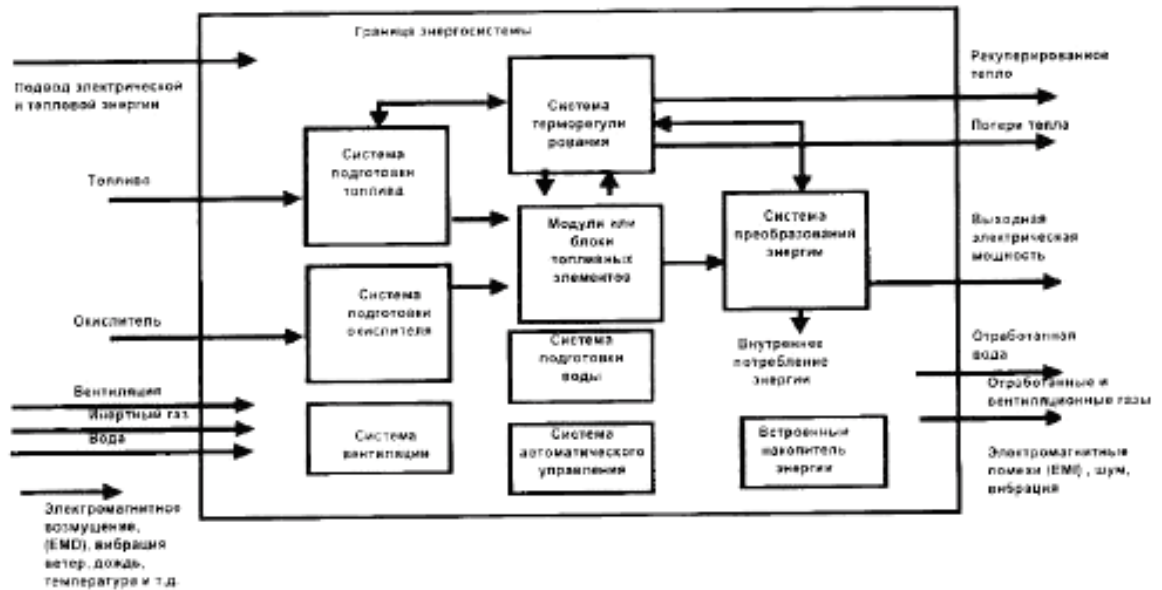 Граница энергосистемы
Подвод электрической
и тепловой энергии
Топливо
Окислитель
Вентиляция
Инертный газ
Вода
Электромагнитное
возмущение,
(EMD), вибрация
ветер, дождь,
температура и т.д.
Система
подготовки
топлива
Система
подготовки
окислителя
Система
вентиляции
Система
терморегули
рования
Модули или
блоки
топливных
элементов
Система
подготовки
воды
Система
автоматического
управления
Система
преобразования
энергии
Внутреннее
потребление
энергии
Встроенный
накопитель
энергии
Рекуперированное
тепло
Потери тепла
Выходная
электрическая
мощность
Отработанная
вода
Отработанные и
вентиляционные газы
Электромагнитные
помехи (EMI) , шум,
вибрация